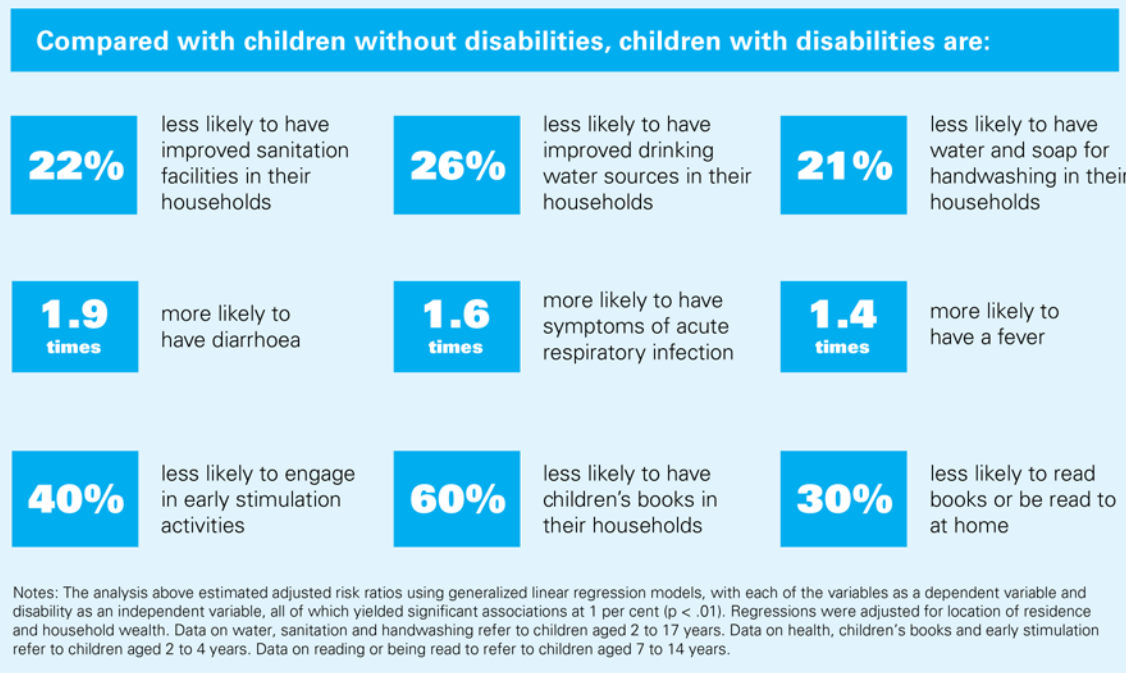 Compared with children without disabilities, children with disabilities are:
22%
less likely to have
improved sanitation
facilities in their
households
26%
less likely to have
improved drinking
water sources in their
households
21%
less likely to have
water and soap for
handwashing in their
households
1.9
times
more likely to
have diarrhoea
1.6
times
more likely to have
symptoms of acute
respiratory infection
1.4
times
more likely to
have a fever
40%
less likely to engage
in early stimulation
activities
60%
less likely to have
children’s books in
their households
30%
less likely to read
books or be read to
at home
Notes: The analysis above estimated adjusted risk ratios using generalized linear regression models, with each of the variables as a dependent variable and
disability as an independent variable, all of which yielded significant associations at 1 per cent (p < .01). Regressions were adjusted for location of residence
and household wealth. Data on water, sanitation and handwashing refer to children aged 2 to 17 years. Data on health, children’s books and early stimulation
refer to children aged 2 to 4 years. Data on reading or being read to refer to children aged 7 to 14 years.